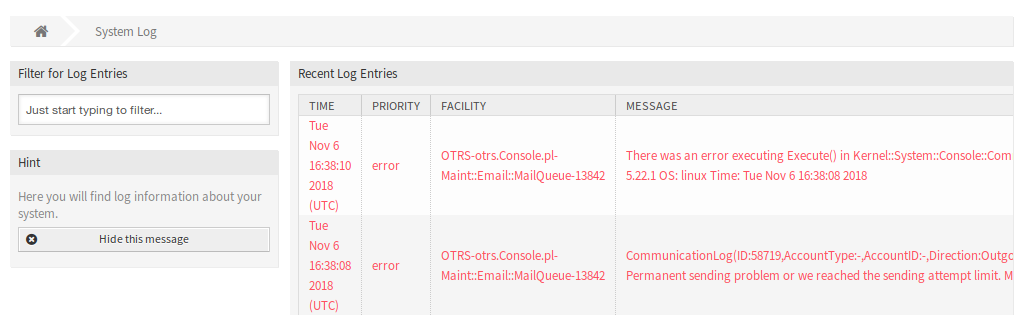 System Log
Filter for Log Entries
Just start typing to filter...
Hint
Here you will find log information about your
system.
Hide this message
Recent Log Entries
TIME PRIORITY FACILITY MESSAGE
Tue
Nov 6
16:38:10
2018
(UTC)
error
OTRS-otrs.Console.pl-
Maint::Email::MailQueue-13842
There was an error executing Execute() in Kernel::System::Console::Com
5.22.1 OS: linux Time: Tue Nov 6 16:38:08 2018
Tue
Nov 6
16:38:08
2018
(UTC)
error
OTRS-otrs.Console.pl-
Maint::Email::MailQueue-13842
CommunicationLog(ID:58719,AccountType:-,AccountID:-,Direction:Outgo
Permanent sending problem or we reached the sending attempt limit. M